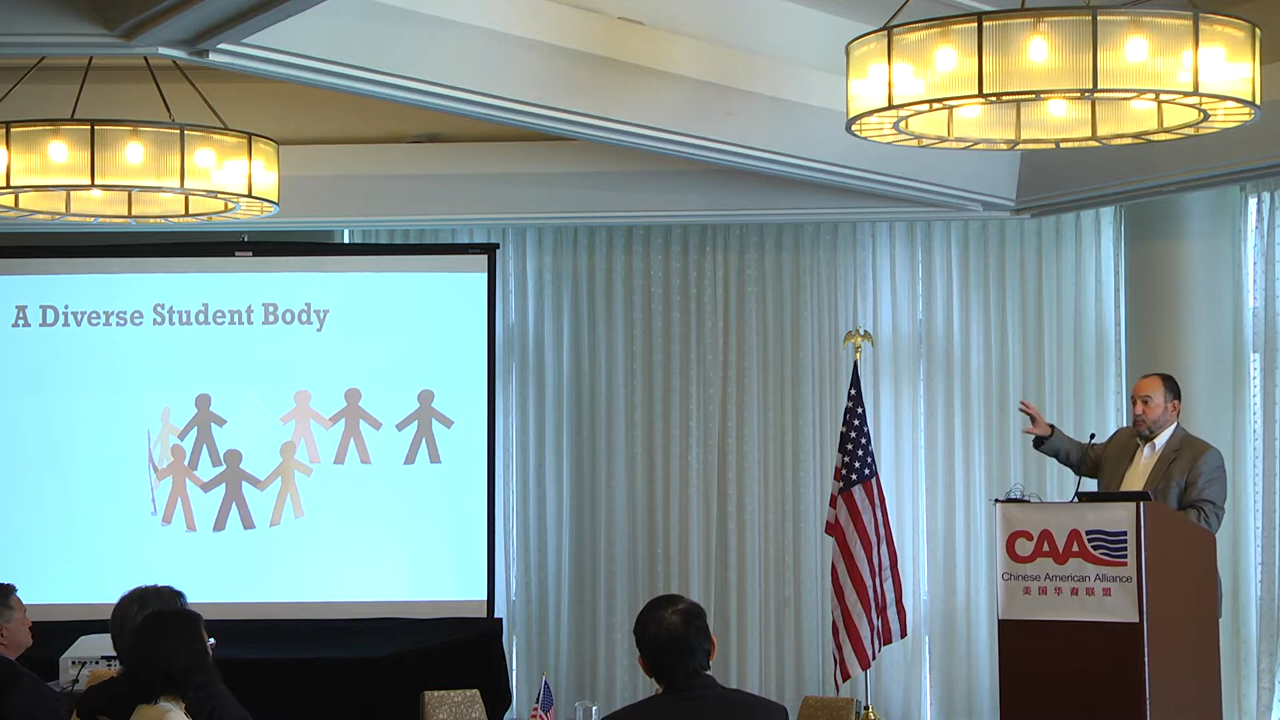 A Diverse Student Body
CAA
Chinese American Alliance
美国华裔联盟